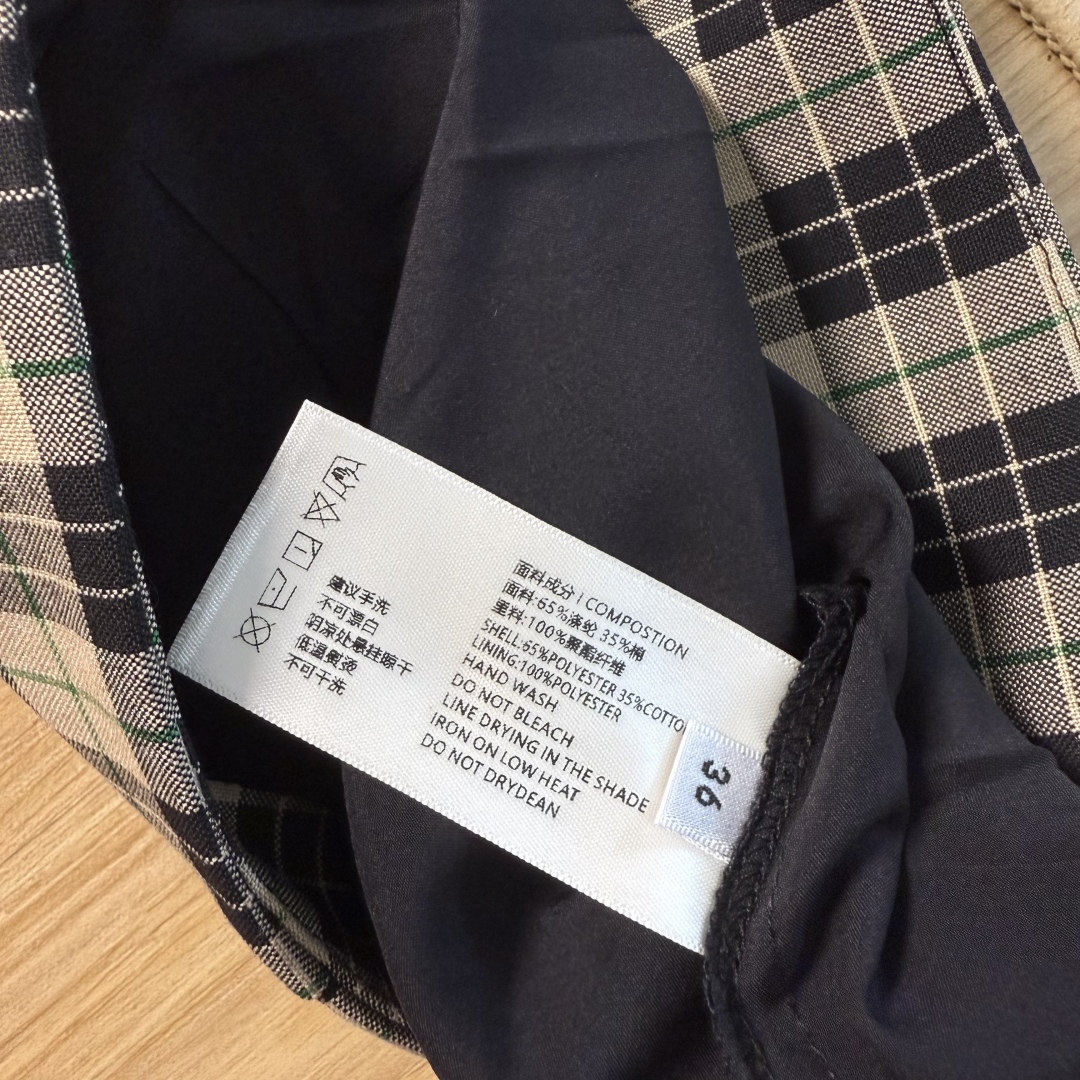 面料成分 | COMPOSTION
面料:65%涤纶 35%棉
里料:100%聚酯纤维
SHELL:65%POLYESTER 35%COTTO
LINING:100%POLYESTER
HAND WASH
DO NOT BLEACH
LINE DRYING IN THE SHADE
IRON ON LOW HEAT
DO NOT DRYDEAN
建议手洗
不可漂白
阴凉处悬挂晾干
低温熨烫
不可干洗
36